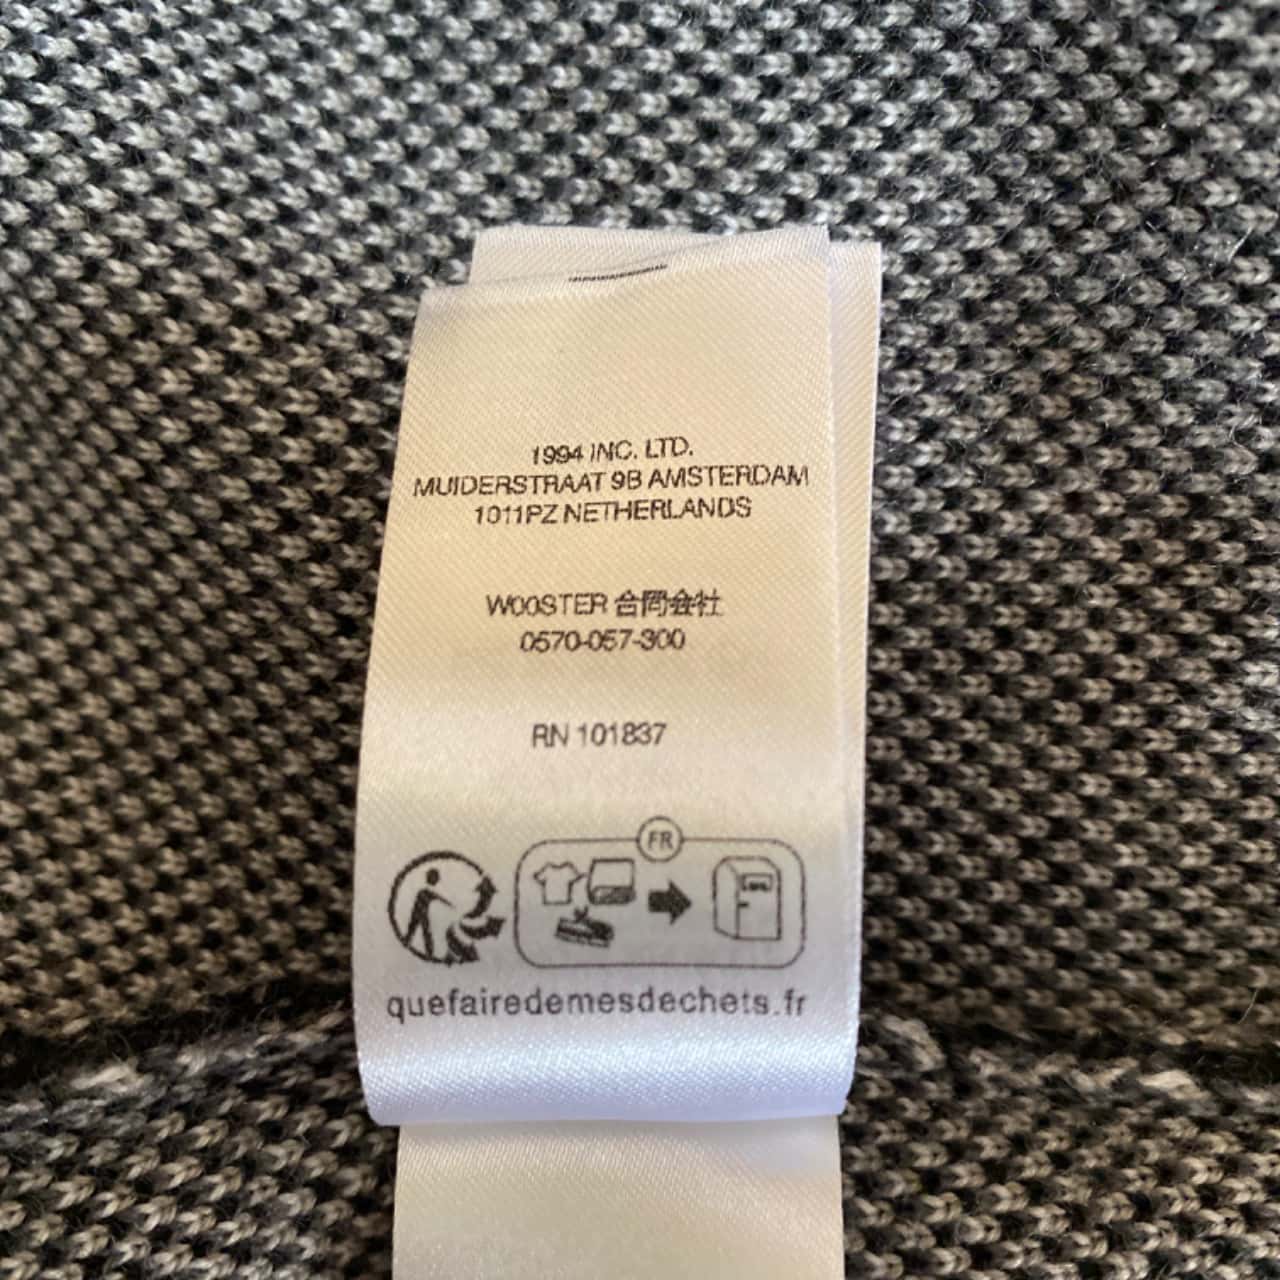 1994 INC. LTD.
MUIDERSTRAAT 9B AMSTERDAM
1011PZ NETHERLANDS
WOOSTER 合同会社
0570-057-300
RN 101837
FR
quefairedemesdechets.fr